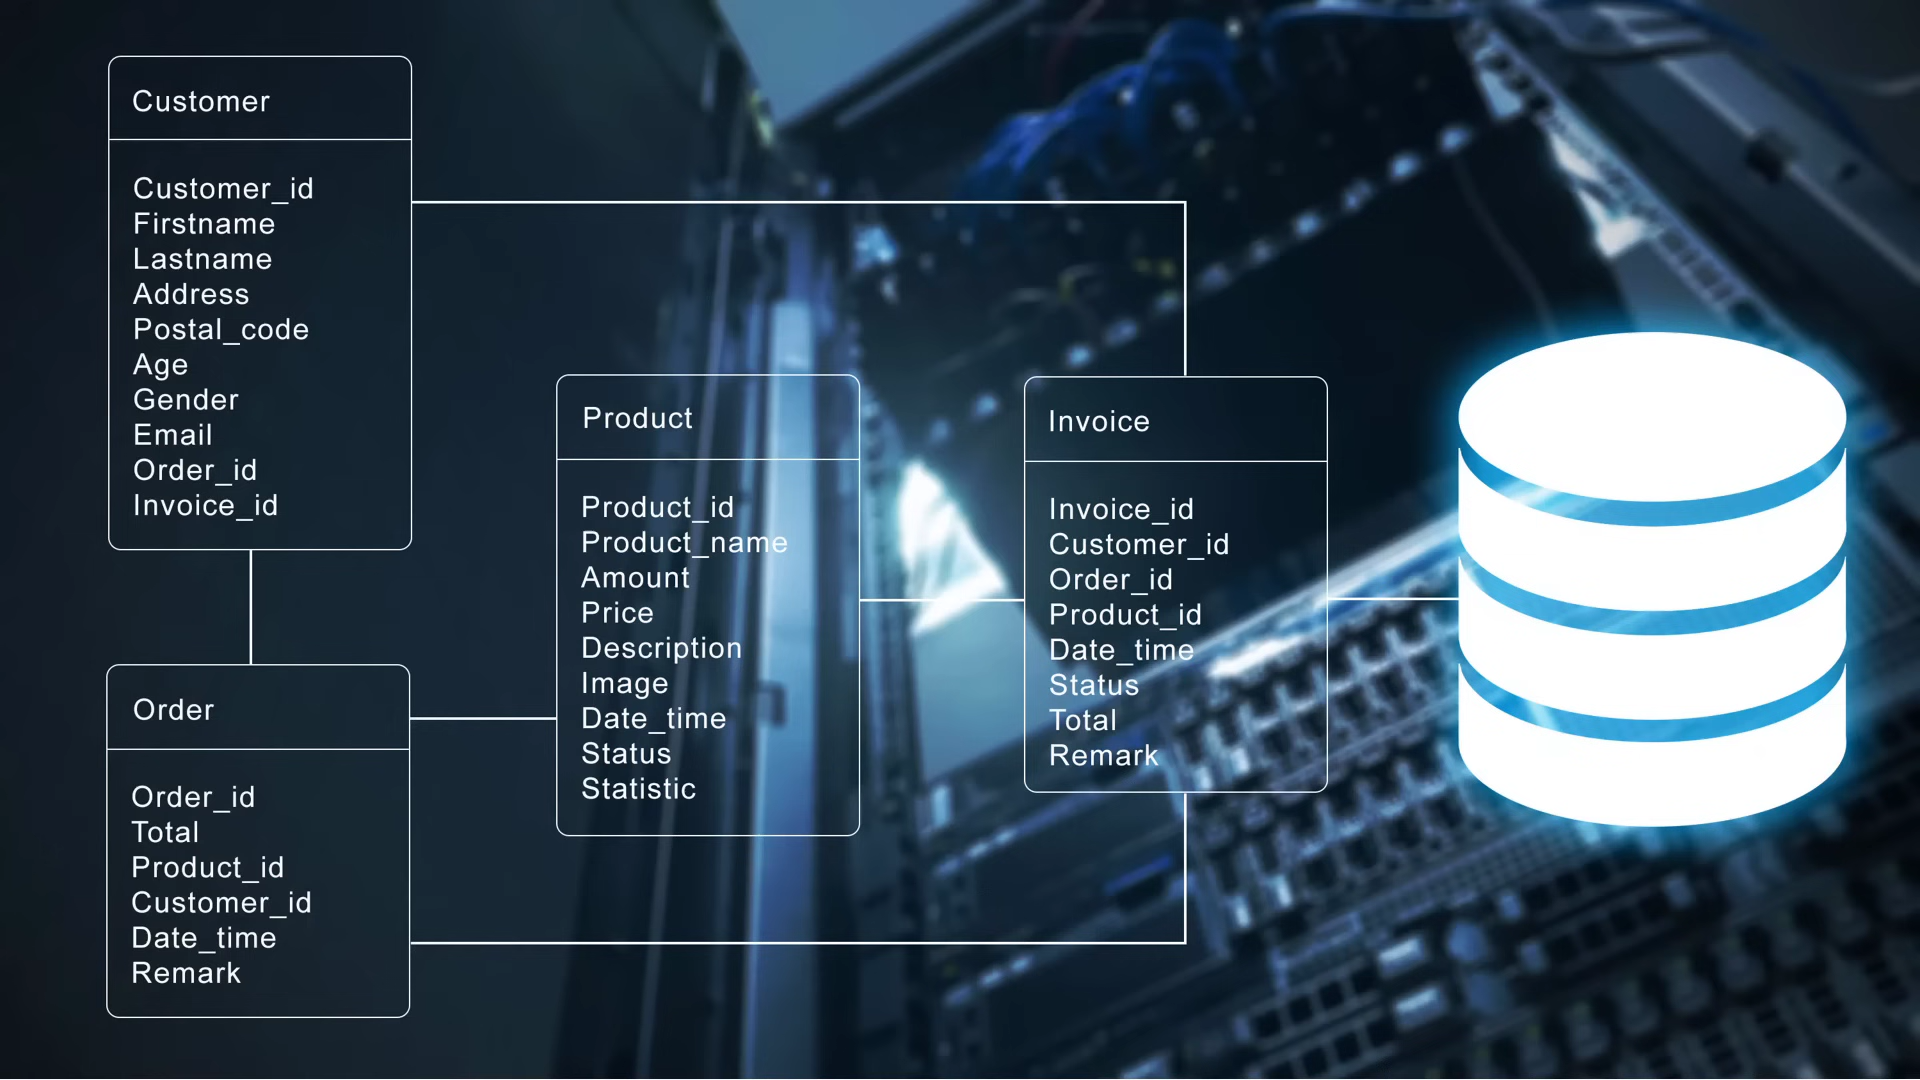 Customer
Customer_id
Firstname
Lastname
Address
Postal_code
Age
Gender
Email
Order_id
Invoice_id
Product
Product_id
Product_name
Amount
Price
Description
Image
Date_time
Status
Statistic
Invoice
Invoice_id
Customer_id
Order_id
Product_id
Date_time
Status
Total
Remark
Order
Order_id
Total
Product_id
Customer_id
Date_time
Remark